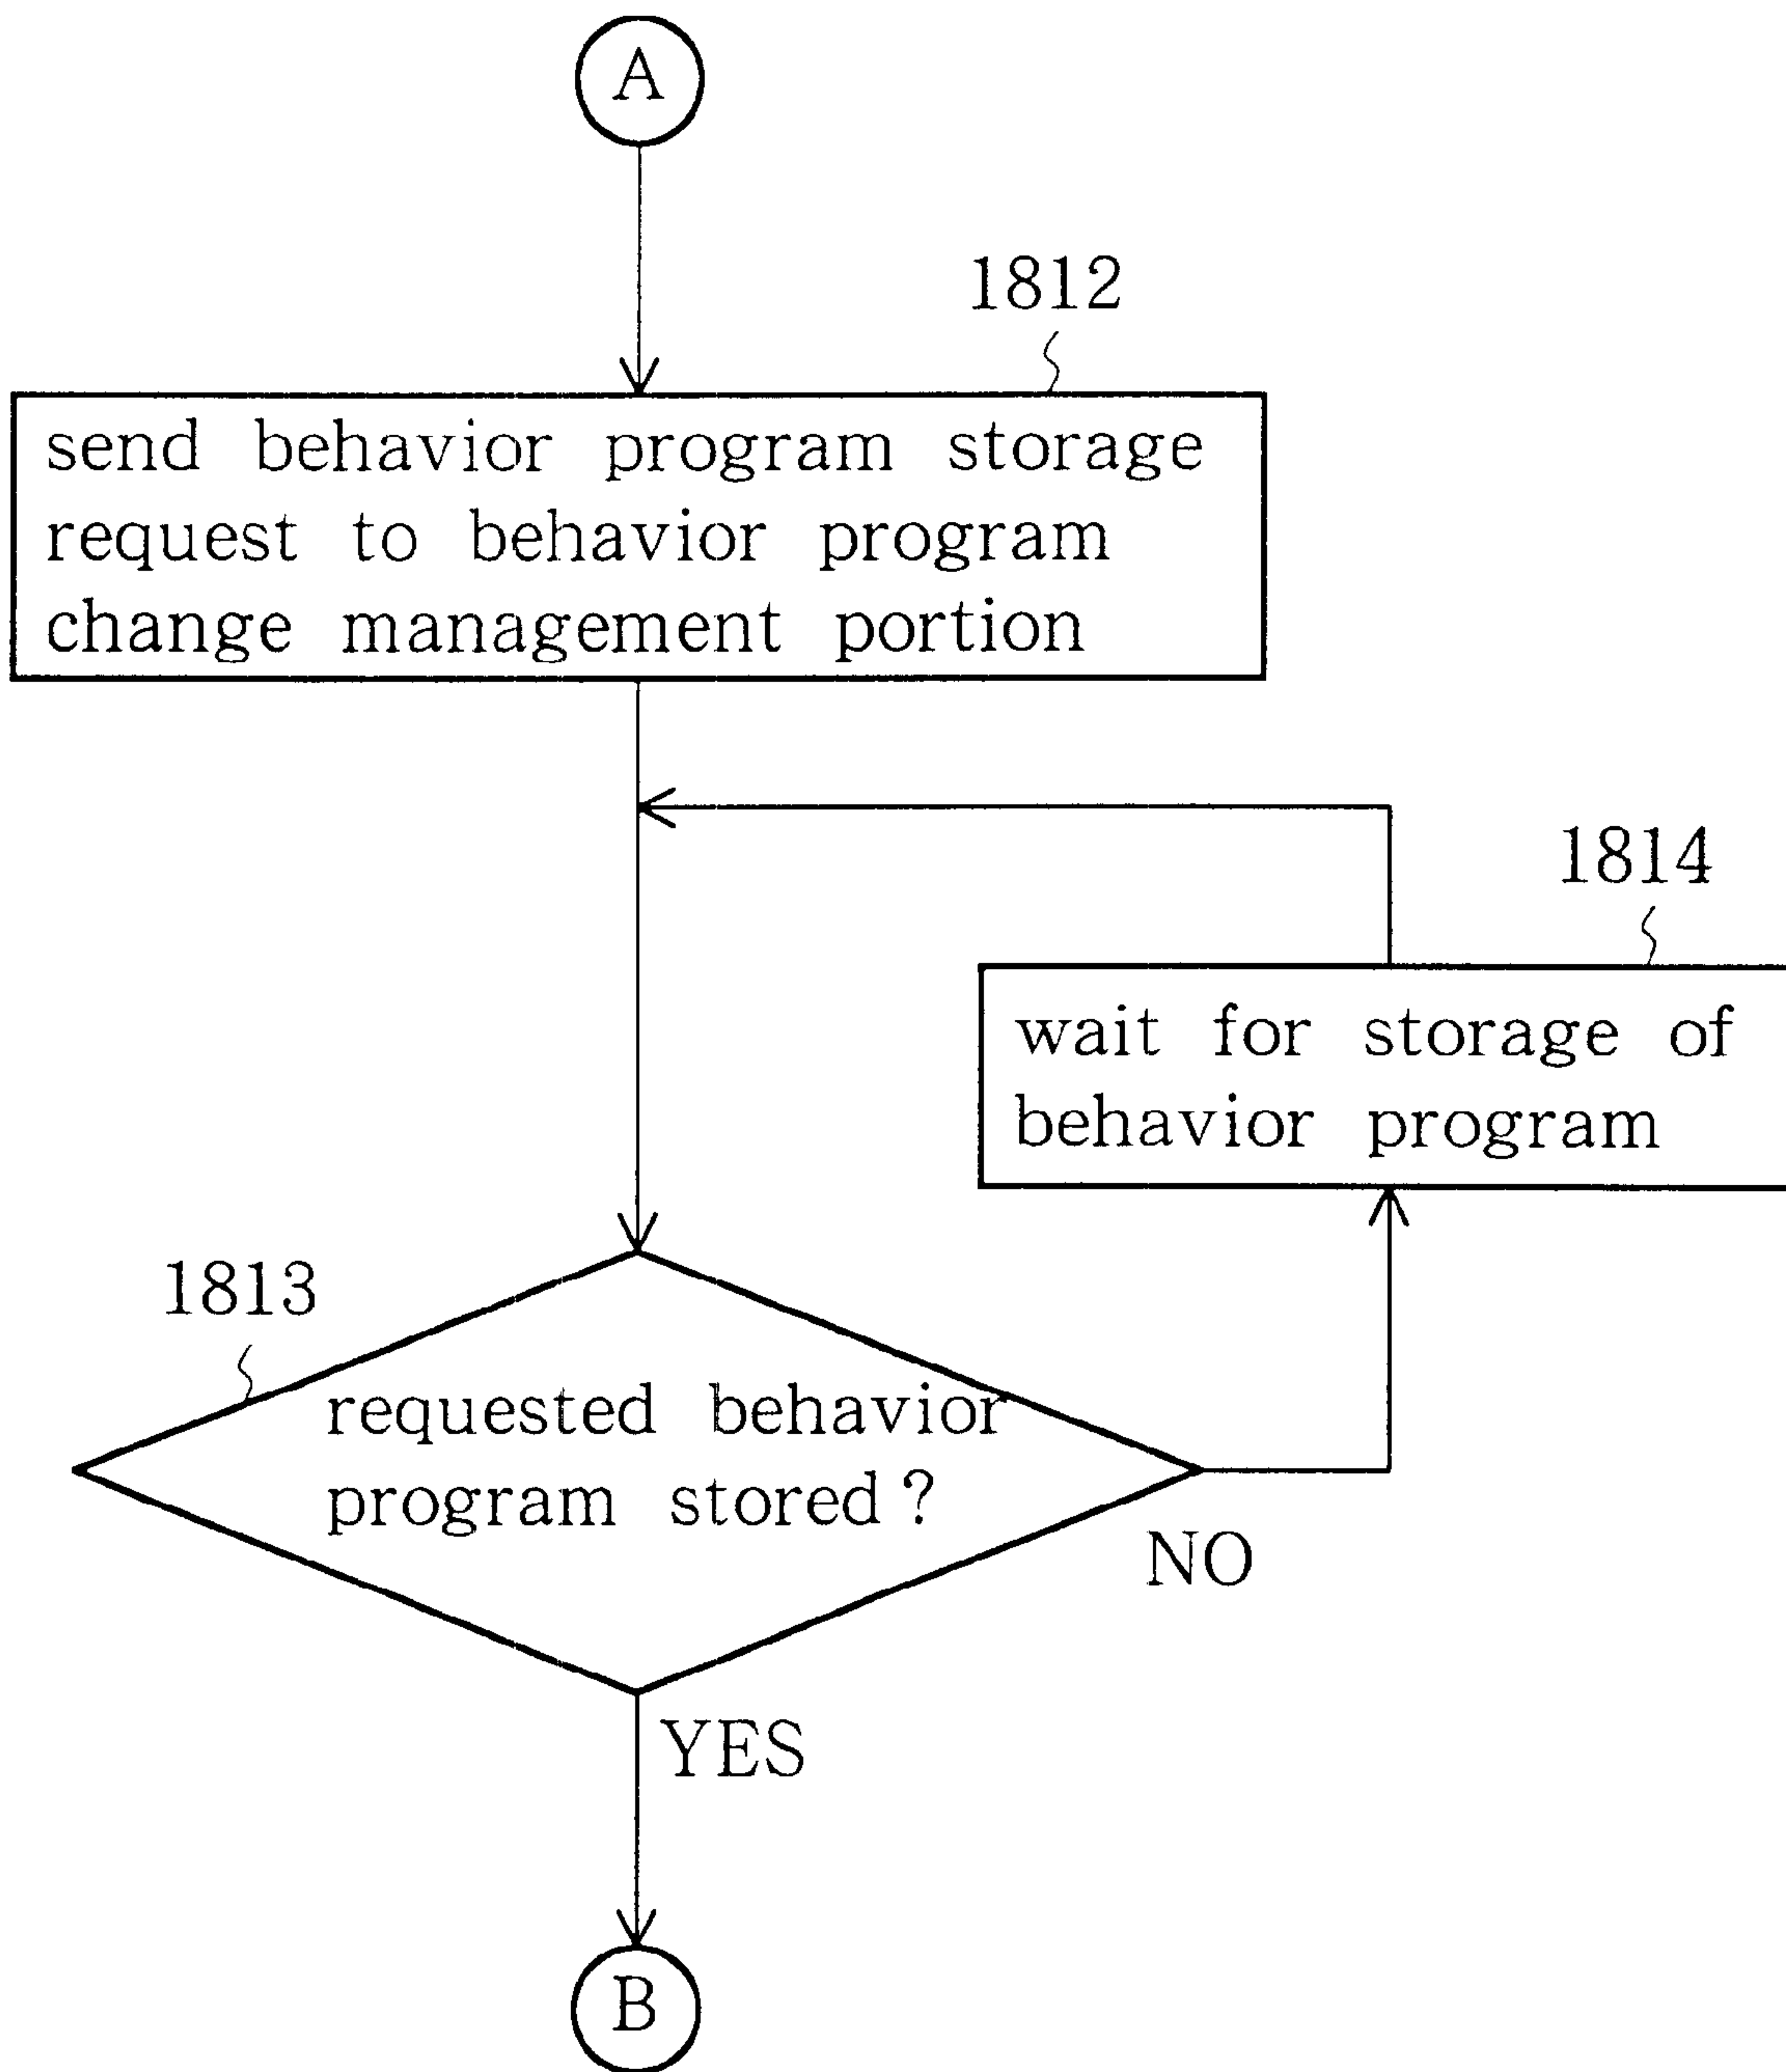 A
1812
send behavior program storage
request to behavior program
change management portion
1814
wait for storage of
behavior program
1813
requested behavior
program stored?
NO
YES
B